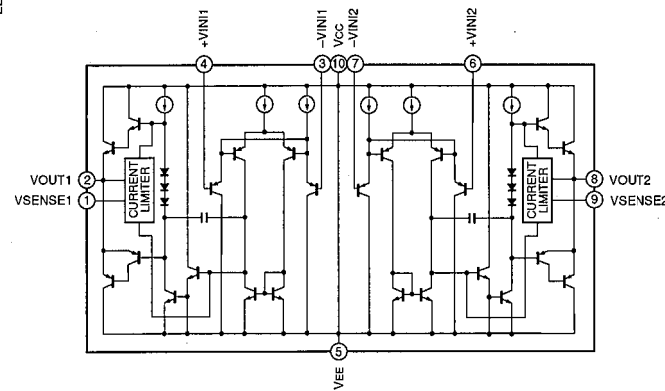 +VINI1
4
-VINI1
3
VCC
10
-VINI2
7
+VINI2
6
VOUT1 2
VSENSE1 1
CURRENT LIMITER
CURRENT LIMITER
8 VOUT2
9 VSENSE2
5
VEE